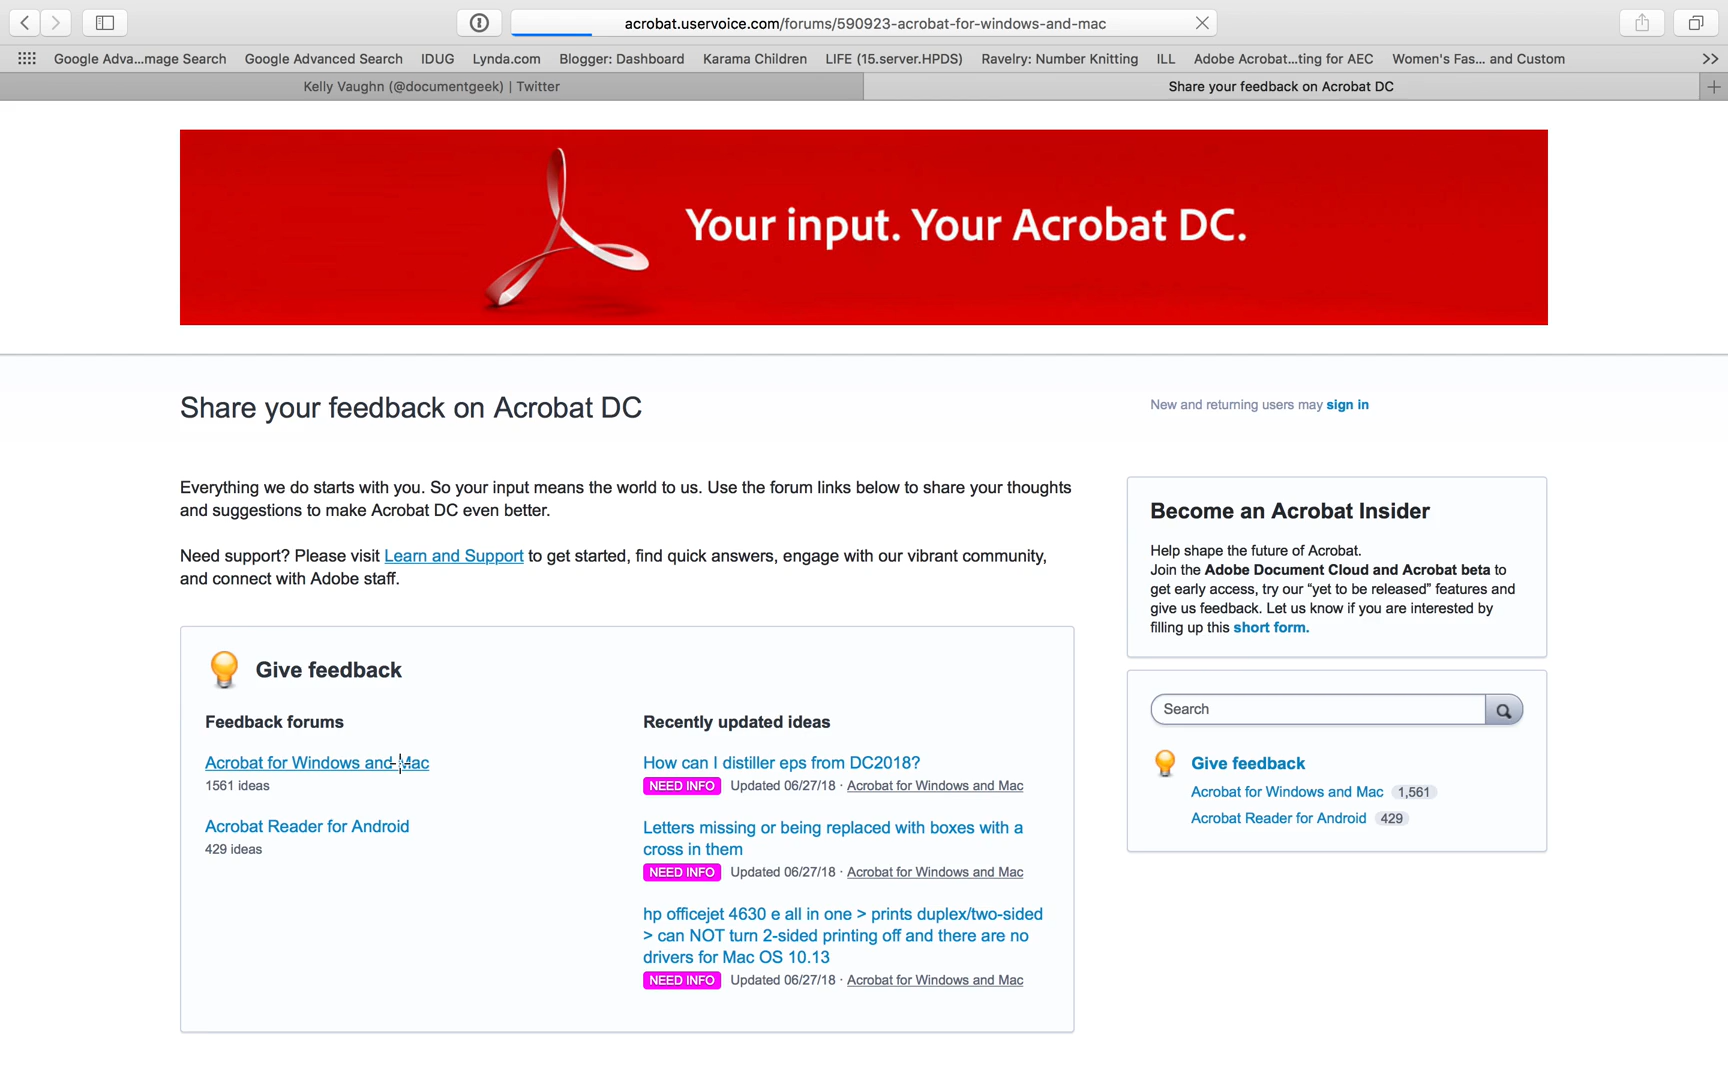 acrobat.uservoice.com/forums/590923-acrobat-for-windows-and-mac
Google Adva...mage Search Google Advanced Search IDUG Lynda.com Blogger: Dashboard Karama Children LIFE (15.server.HPDS) Ravelry: Number Knitting ILL Adobe Acrobat...ting for AEC Women's Fas... and Custom >>
Kelly Vaughn (@documentgeek) | Twitter
Share your feedback on Acrobat DC
Your input. Your Acrobat DC.
Share your feedback on Acrobat DC
New and returning users may sign in
Everything we do starts with you. So your input means the world to us. Use the forum links below to share your thoughts
and suggestions to make Acrobat DC even better.
Need support? Please visit Learn and Support to get started, find quick answers, engage with our vibrant community,
and connect with Adobe staff.
Give feedback
Feedback forums
Acrobat for Windows and Mac
1561 ideas
Acrobat Reader for Android
429 ideas
Recently updated ideas
How can I distiller eps from DC2018?
NEED INFO Updated 06/27/18 · Acrobat for Windows and Mac
Letters missing or being replaced with boxes with a
cross in them
NEED INFO Updated 06/27/18 · Acrobat for Windows and Mac
hp officejet 4630 e all in one > prints duplex/two-sided
> can NOT turn 2-sided printing off and there are no
drivers for Mac OS 10.13
NEED INFO Updated 06/27/18 · Acrobat for Windows and Mac
Become an Acrobat Insider
Help shape the future of Acrobat.
Join the Adobe Document Cloud and Acrobat beta to
get early access, try our “yet to be released” features and
give us feedback. Let us know if you are interested by
filling up this short form.
Search
Give feedback
Acrobat for Windows and Mac 1,561
Acrobat Reader for Android 429